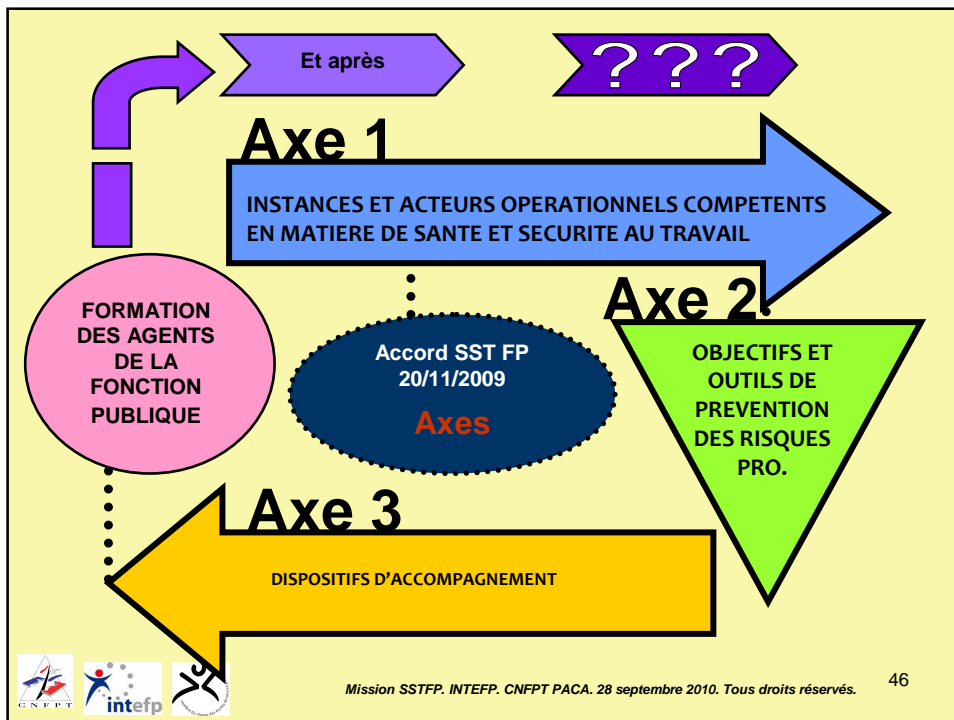 Et après
???
Axe 1
INSTANCES ET ACTEURS OPERATIONNELS COMPETENTS
EN MATIERE DE SANTE ET SECURITE AU TRAVAIL
Axe 2
FORMATION
DES AGENTS
DE LA
FONCTION
PUBLIQUE
Accord SST FP
20/11/2009
Axes
OBJECTIFS ET
OUTILS DE
PREVENTION
DES RISQUES
PRO.
Axe 3
DISPOSITIFS D’ACCOMPAGNEMENT
CNFPT
intefp
Mission SSTFP. INTEFP. CNFPT PACA. 28 septembre 2010. Tous droits réservés.
46